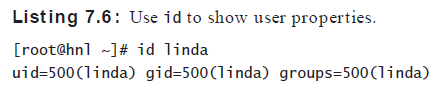 Listing 7.6: Use id to show user properties.
[root@hnl ~]# id linda
uid=500(linda) gid=500(linda) groups=500(linda)